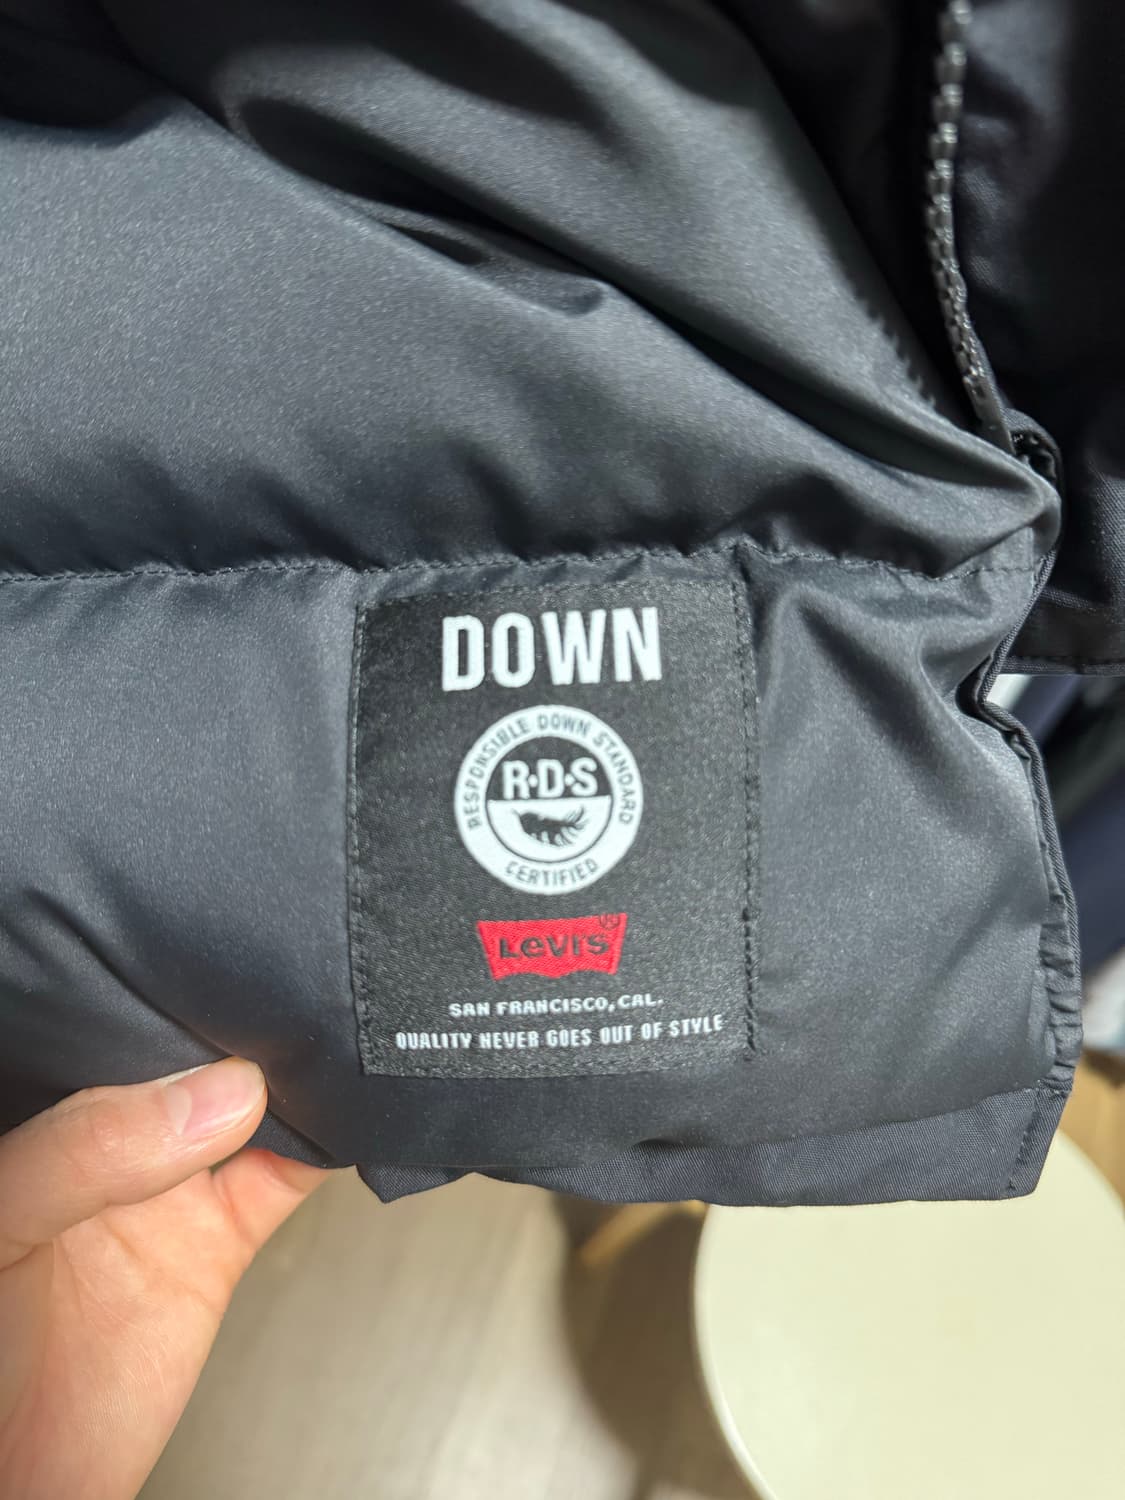 DOWN
RESPONSIBLE DOWN STANDARD
R·D·S
CERTIFIED
Levi's®
SAN FRANCISCO, CAL.
QUALITY NEVER GOES OUT OF STYLE